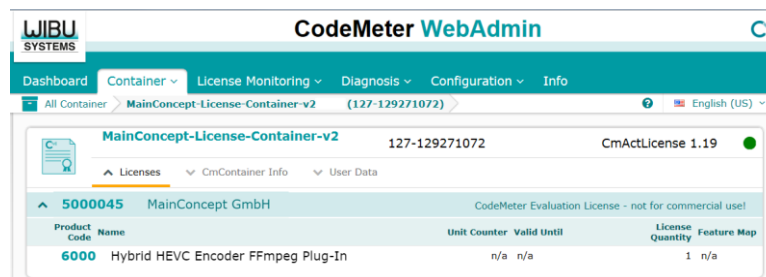 WIBU
SYSTEMS
CodeMeter WebAdmin
Dashboard Container License Monitoring Diagnosis Configuration Info
All Container MainConcept-License-Container-v2 (127-129271072) English (US)
MainConcept-License-Container-v2 127-129271072 CmActLicense 1.19
Licenses CmContainer Info User Data
5000045 MainConcept GmbH CodeMeter Evaluation License - not for commercial use!
Product Code Name Unit Counter Valid Until License Quantity Feature Map
6000 Hybrid HEVC Encoder FFmpeg Plug-In n/a n/a 1 n/a